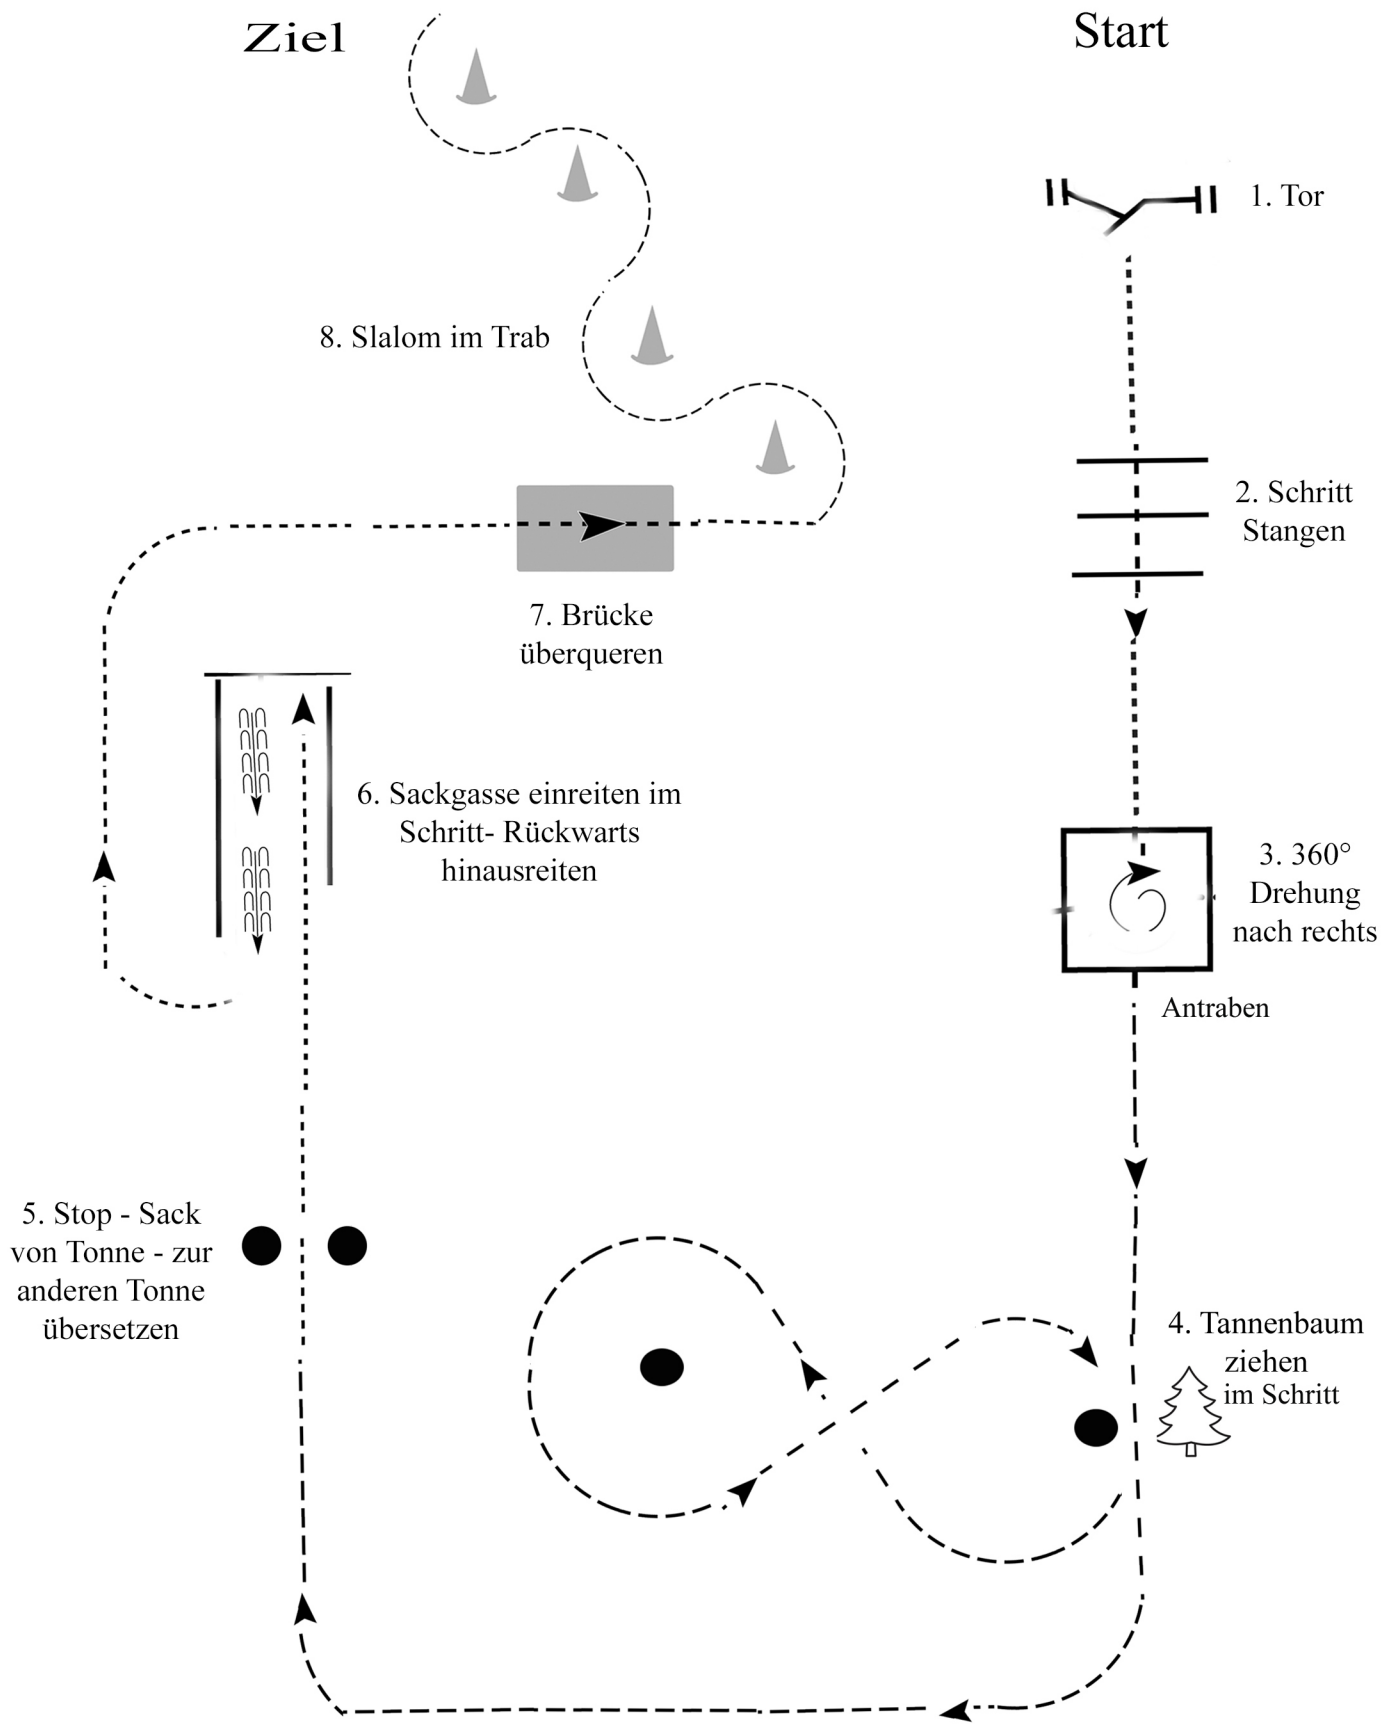 Ziel
Start
1. Tor
2. Schritt
Stangen
3. 360°
Drehung
nach rechts
Antraben
4. Tannenbaum
ziehen
im Schritt
5. Stop - Sack
von Tonne - zur
anderen Tonne
übersetzen
6. Sackgasse einreiten im
Schritt- Rückwarts
hinausreiten
7. Brücke
überqueren
8. Slalom im Trab